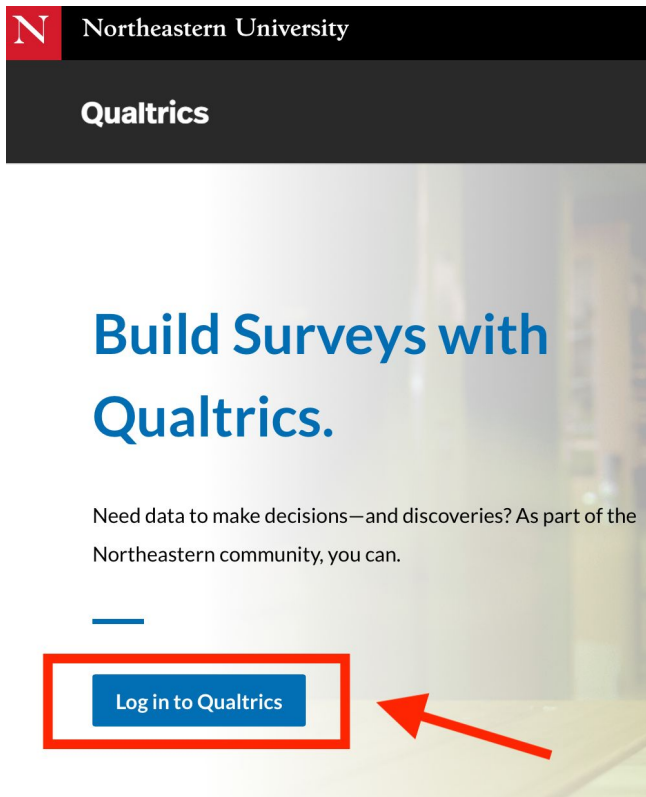 N Northeastern University
Qualtrics
Build Surveys with
Qualtrics.
Need data to make decisions—and discoveries? As part of the
Northeastern community, you can.
Log in to Qualtrics